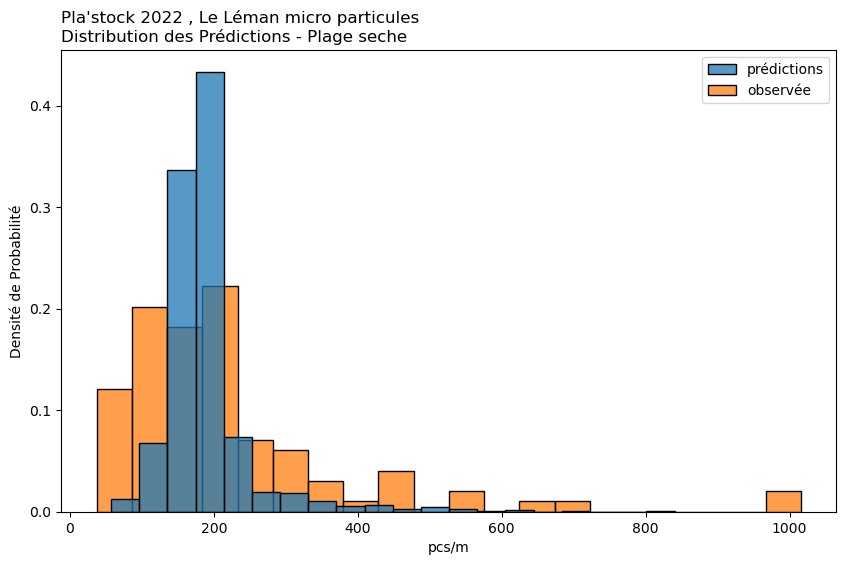 Pla'stock 2022 , Le Léman micro particules
Distribution des Prédictions - Plage seche
prédictions
observée
Densité de Probabilité
0.4
0.3
0.2
0.1
0.0
0
200
400
600
800
1000
pcs/m